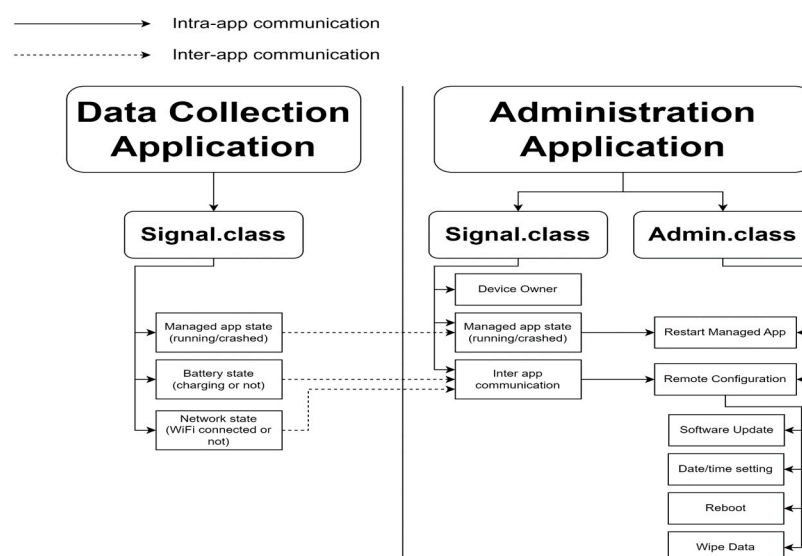 Intra-app communication
Inter-app communication
Data Collection
Application
Administration
Application
Signal.class
Signal.class
Admin.class
Device Owner
Managed app state
(running/crashed)
Managed app state
(running/crashed)
Restart Managed App
Battery state
(charging or not)
Inter app
communication
Remote Configuration
Network state
(WiFi connected or
not)
Software Update
Date/time setting
Reboot
Wipe Data